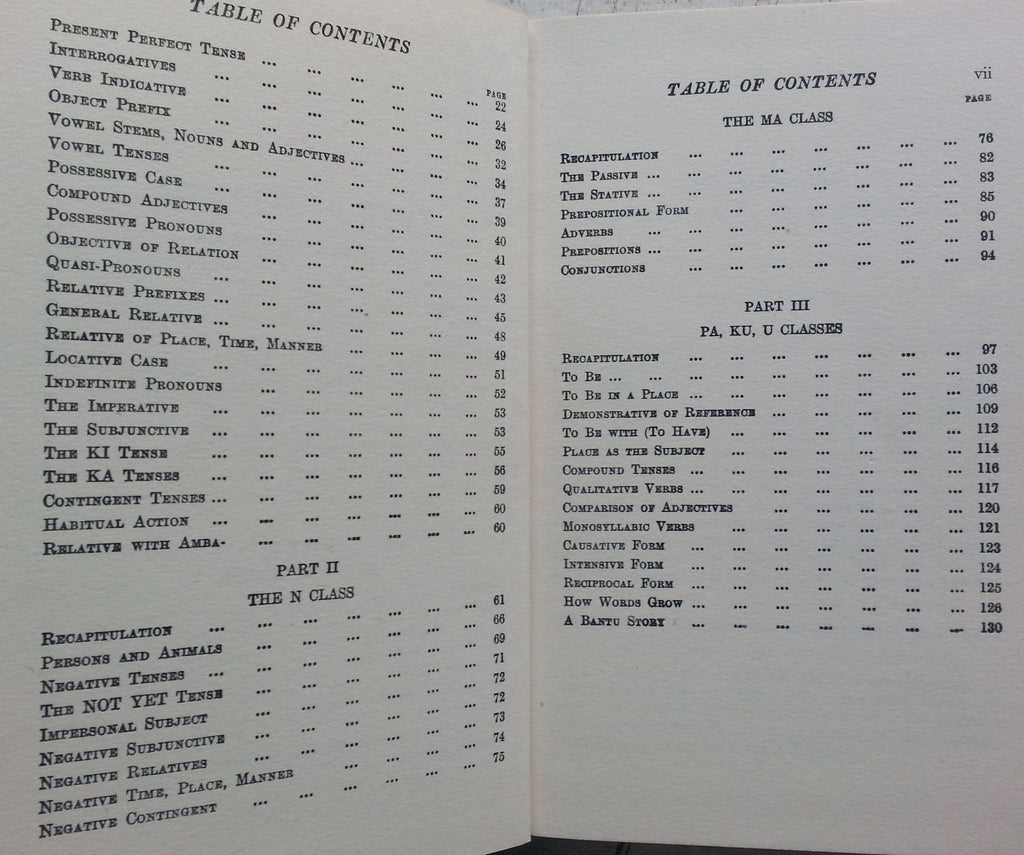 TABLE OF CONTENTS
PAGE
PRESENT PERFECT TENSE ... ... ... ... ... ... 22
INTERROGATIVES ... ... ... ... ... ... ... 24
VERB INDICATIVE ... ... ... ... ... ... ... 26
OBJECT PREFIX ... ... ... ... ... ... ... 32
VOWEL STEMS, NOUNS AND ADJECTIVES ... ... ... ... 34
VOWEL TENSES ... ... ... ... ... ... ... 37
POSSESSIVE CASE ... ... ... ... ... ... ... 39
COMPOUND ADJECTIVES ... ... ... ... ... ... 40
POSSESSIVE PRONOUNS ... ... ... ... ... ... 41
OBJECTIVE OF RELATION ... ... ... ... ... ... 42
QUASI-PRONOUNS ... ... ... ... ... ... ... 43
RELATIVE PREFIXES ... ... ... ... ... ... ... 45
GENERAL RELATIVE ... ... ... ... ... ... ... 48
RELATIVE OF PLACE, TIME, MANNER ... ... ... ... 49
LOCATIVE CASE ... ... ... ... ... ... ... 51
INDEFINITE PRONOUNS ... ... ... ... ... ... 52
THE IMPERATIVE ... ... ... ... ... ... ... 53
THE SUBJUNCTIVE ... ... ... ... ... ... ... 53
THE KI TENSE ... ... ... ... ... ... ... 55
THE KA TENSES ... ... ... ... ... ... ... 56
CONTINGENT TENSES ... ... ... ... ... ... ... 59
HABITUAL ACTION ... ... ... ... ... ... ... 60
RELATIVE WITH AMBA- ... ... ... ... ... ... 60
PART II
THE N CLASS
RECAPITULATION ... ... ... ... ... ... ... 61
PERSONS AND ANIMALS ... ... ... ... ... ... 66
NEGATIVE TENSES ... ... ... ... ... ... ... 69
THE NOT YET TENSE ... ... ... ... ... ... 71
IMPERSONAL SUBJECT ... ... ... ... ... ... 72
NEGATIVE SUBJUNCTIVE ... ... ... ... ... ... 72
NEGATIVE RELATIVES ... ... ... ... ... ... 73
NEGATIVE TIME, PLACE, MANNER ... ... ... ... 74
NEGATIVE CONTINGENT ... ... ... ... ... ... 75
TABLE OF CONTENTS vii
PAGE
THE MA CLASS
RECAPITULATION ... ... ... ... ... ... ... 76
THE PASSIVE ... ... ... ... ... ... ... ... 82
THE STATIVE ... ... ... ... ... ... ... ... 83
PREPOSITIONAL FORM ... ... ... ... ... ... 85
ADVERBS ... ... ... ... ... ... ... ... 90
PREPOSITIONS ... ... ... ... ... ... ... ... 91
CONJUNCTIONS ... ... ... ... ... ... ... 94
PART III
PA, KU, U CLASSES
RECAPITULATION ... ... ... ... ... ... ... 97
TO BE ... ... ... ... ... ... ... ... ... 103
TO BE IN A PLACE ... ... ... ... ... ... ... 106
DEMONSTRATIVE OF REFERENCE ... ... ... ... ... 109
TO BE WITH (TO HAVE) ... ... ... ... ... ... 112
PLACE AS THE SUBJECT ... ... ... ... ... ... 114
COMPOUND TENSES ... ... ... ... ... ... ... 116
QUALITATIVE VERBS ... ... ... ... ... ... ... 117
COMPARISON OF ADJECTIVES ... ... ... ... ... 120
MONOSYLLABIC VERBS ... ... ... ... ... ... 121
CAUSATIVE FORM ... ... ... ... ... ... ... 123
INTENSIVE FORM ... ... ... ... ... ... ... 124
RECIPROCAL FORM ... ... ... ... ... ... ... 125
HOW WORDS GROW ... ... ... ... ... ... ... 126
A BANTU STORY ... ... ... ... ... ... ... 130